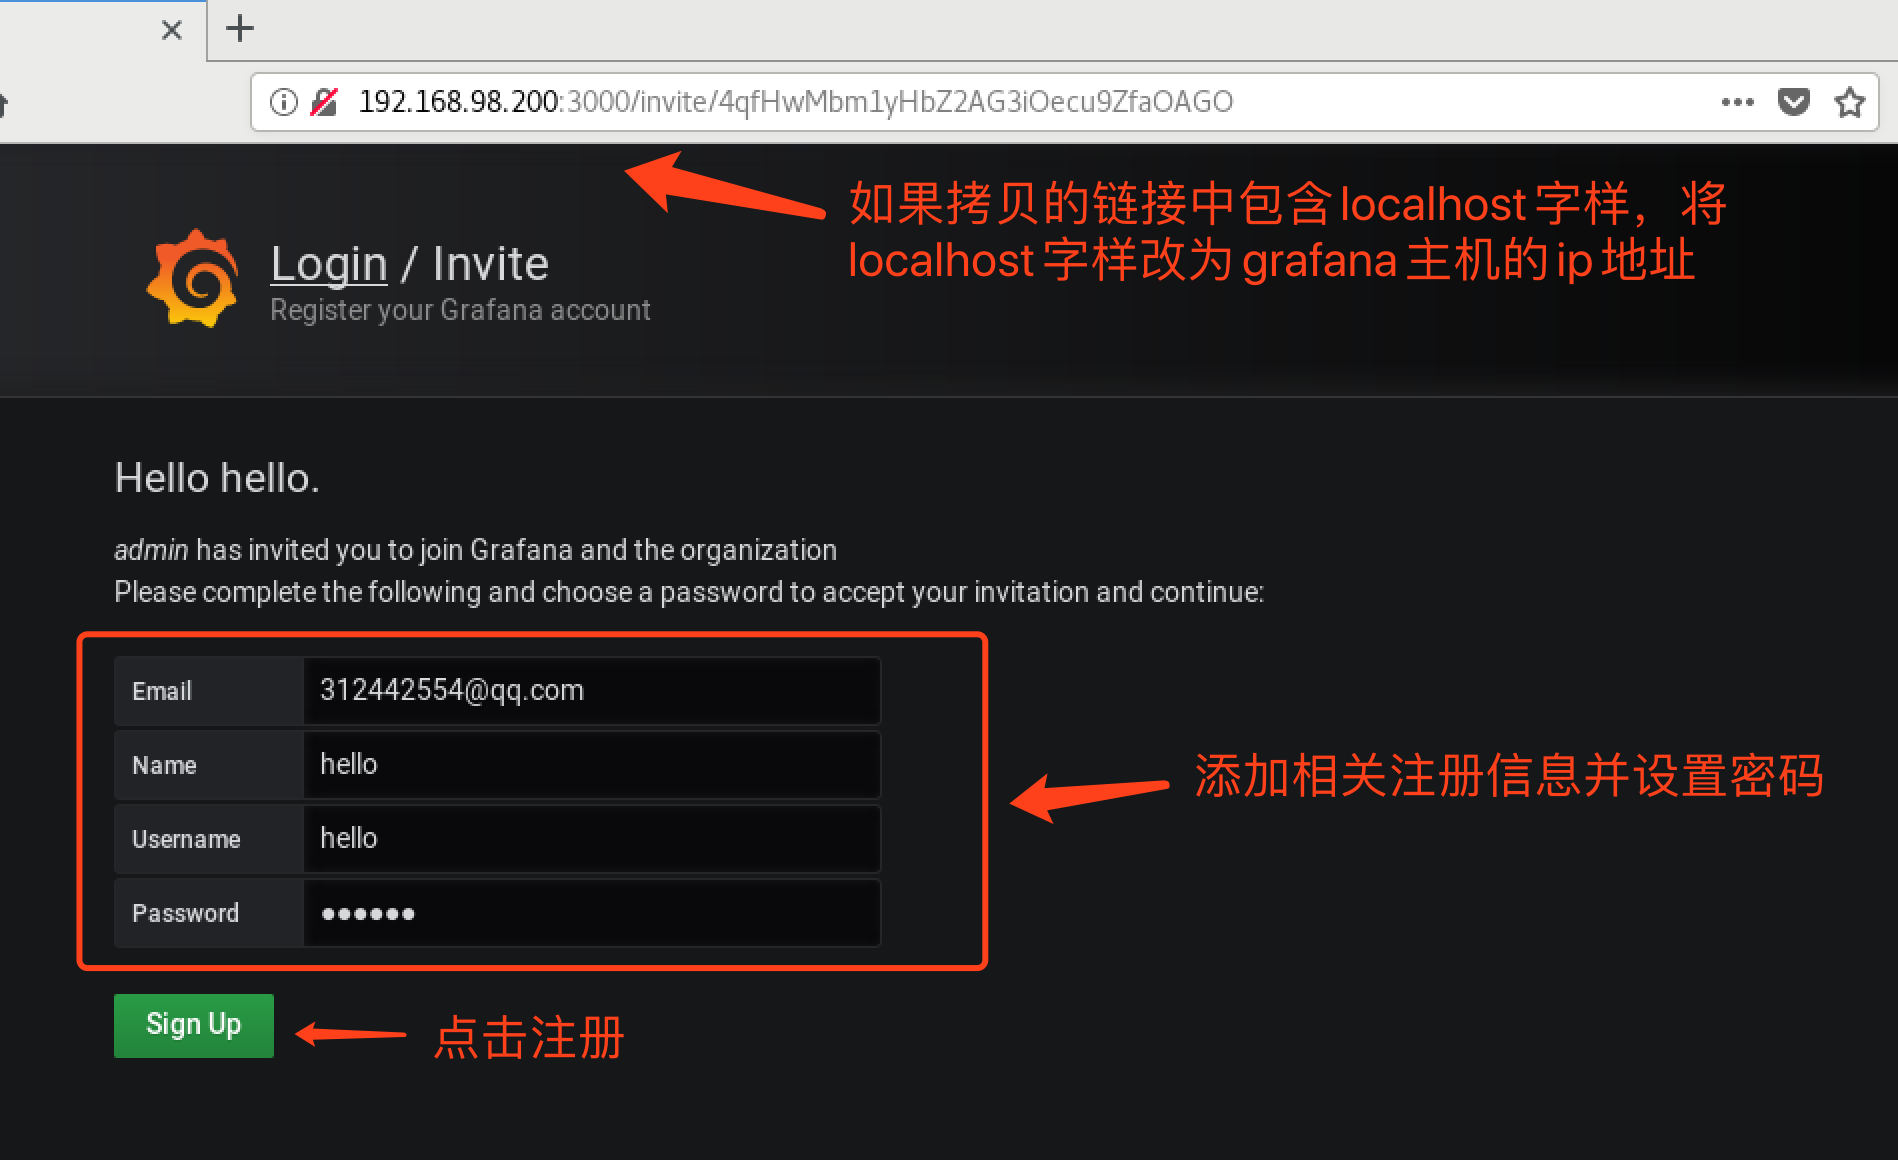 192.168.98.200:3000/invite/4qfHwMbm1yHbZ2AG3iOecu9ZfaOAGO
如果拷贝的链接中包含localhost字样，将
localhost字样改为grafana主机的ip地址
Login / Invite
Register your Grafana account
Hello hello.
admin has invited you to join Grafana and the organization
Please complete the following and choose a password to accept your invitation and continue:
Email 312442554@qq.com
Name hello
Username hello
Password ••••••
添加相关注册信息并设置密码
Sign Up
点击注册